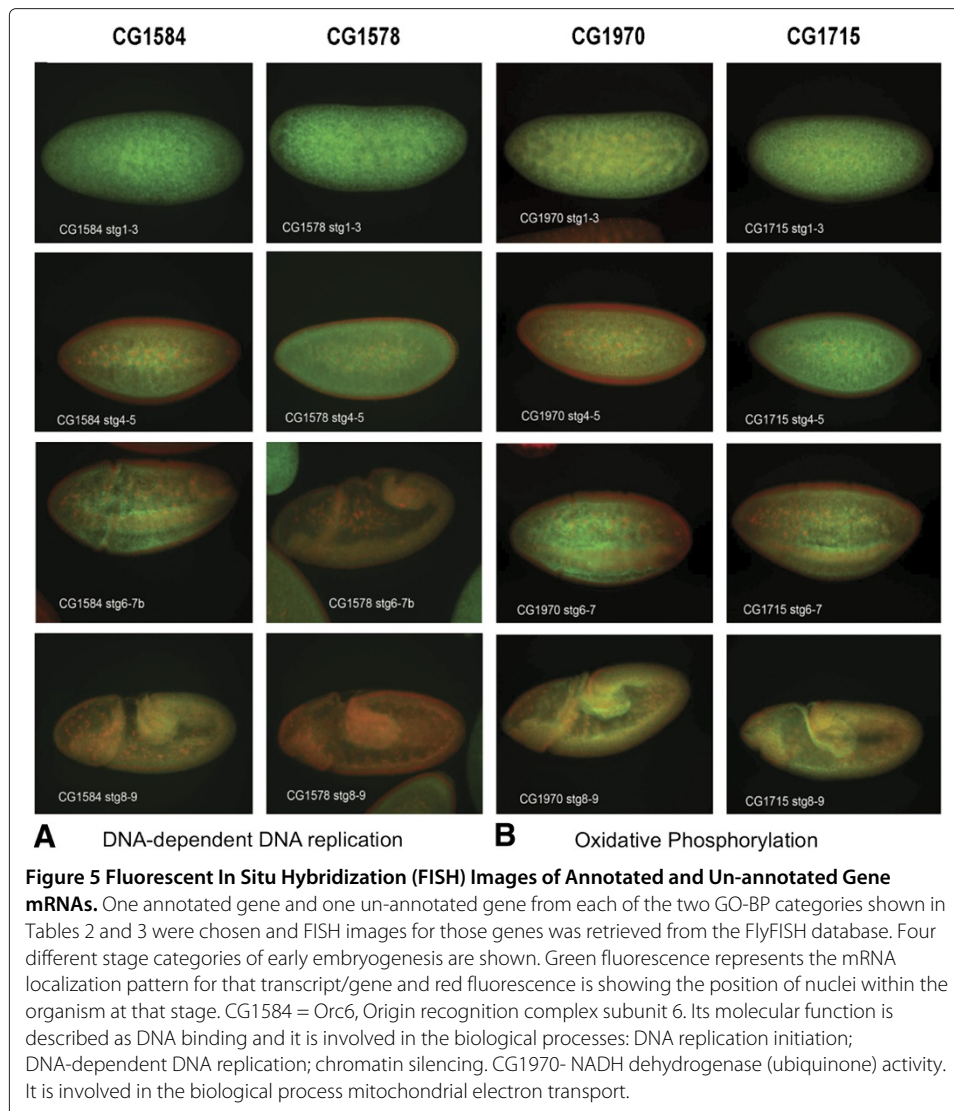 CG1584 CG1578 CG1970 CG1715
CG1584 stg1-3 CG1578 stg1-3 CG1970 stg1-3 CG1715 stg1-3
CG1584 stg4-5 CG1578 stg4-5 CG1970 stg4-5 CG1715 stg4-5
CG1584 stg6-7b CG1578 stg6-7b CG1970 stg6-7 CG1715 stg6-7
CG1584 stg8-9 CG1578 stg8-9 CG1970 stg8-9 CG1715 stg8-9
A DNA-dependent DNA replication B Oxidative Phosphorylation
Figure 5 Fluorescent In Situ Hybridization (FISH) Images of Annotated and Un-annotated Gene
mRNAs. One annotated gene and one un-annotated gene from each of the two GO-BP categories shown in
Tables 2 and 3 were chosen and FISH images for those genes was retrieved from the FlyFISH database. Four
different stage categories of early embryogenesis are shown. Green fluorescence represents the mRNA
localization pattern for that transcript/gene and red fluorescence is showing the position of nuclei within the
organism at that stage. CG1584 = Orc6, Origin recognition complex subunit 6. Its molecular function is
described as DNA binding and it is involved in the biological processes: DNA replication initiation;
DNA-dependent DNA replication; chromatin silencing. CG1970- NADH dehydrogenase (ubiquinone) activity.
It is involved in the biological process mitochondrial electron transport.